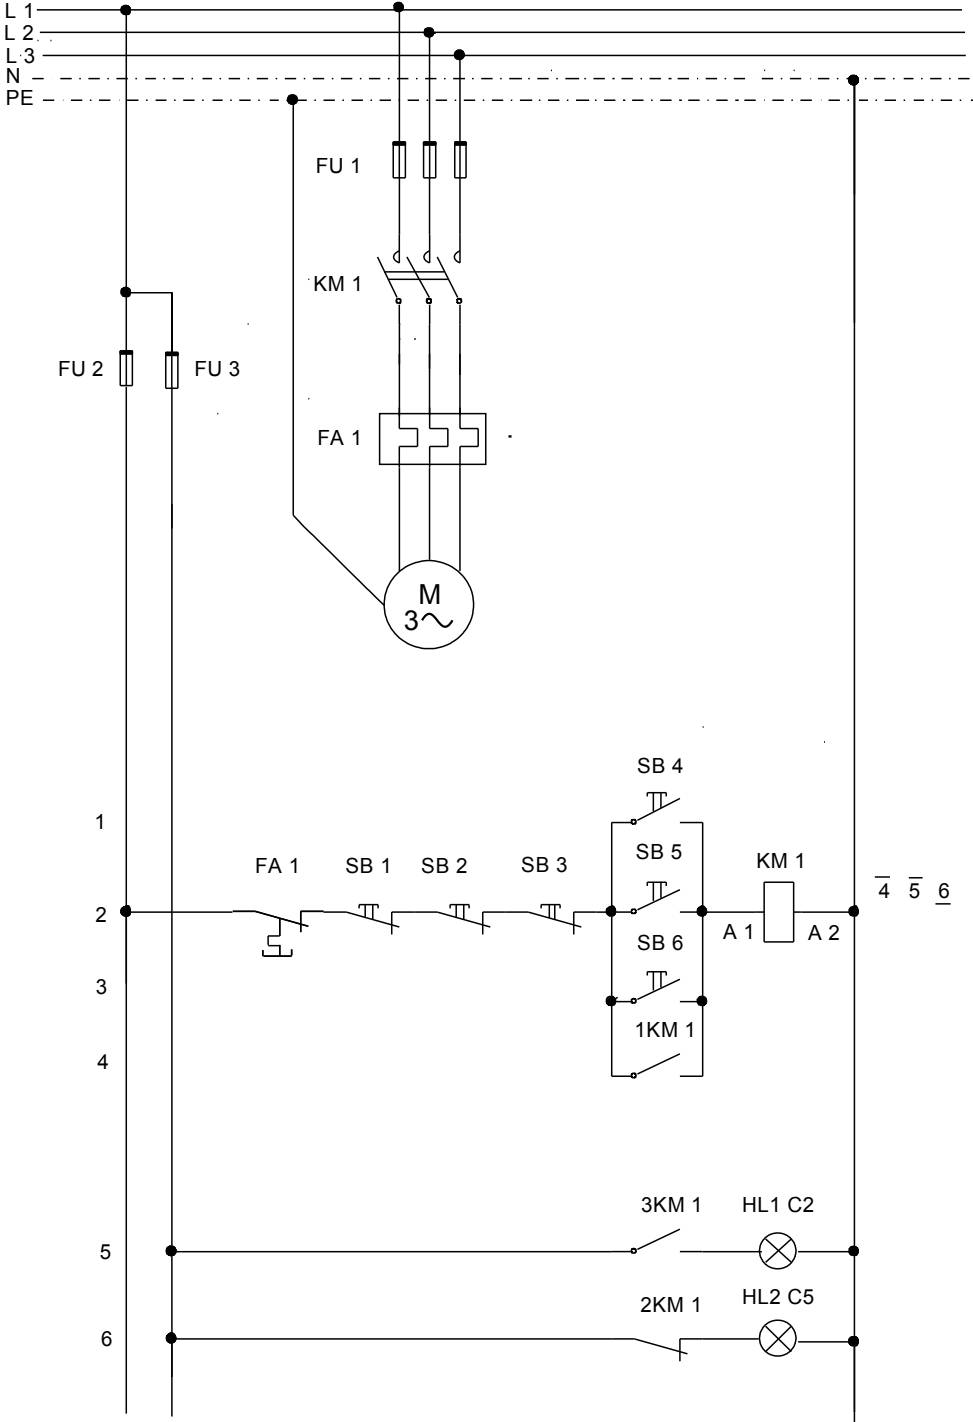 L 1
L 2
L 3
N
PE
FU 1
KM 1
FU 2 FU 3
FA 1
M
3
SB 4
1
SB 5
FA 1 SB 1 SB 2 SB 3 KM 1
4 5 6
2
A 1 A 2
SB 6
3
1KM 1
4
3KM 1 HL1 C2
5
2KM 1 HL2 C5
6